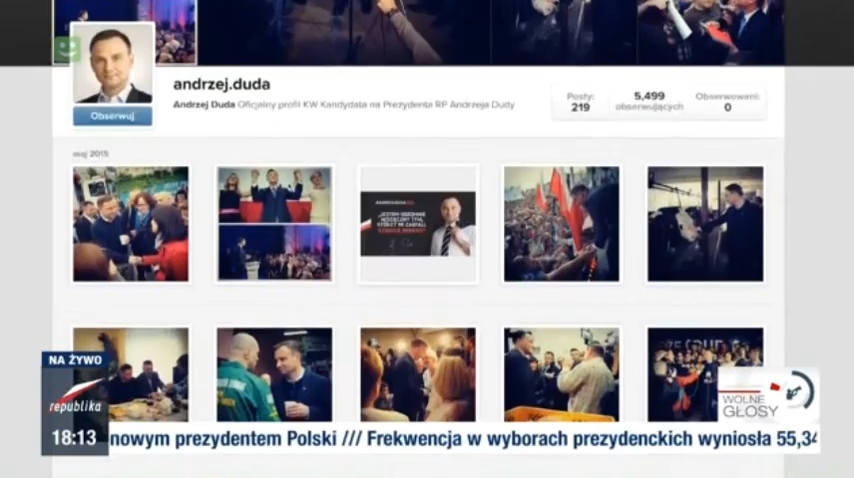 andrzej.duda
Andrzej Duda Oficjalny profil KW Kandydata na Prezydenta RP Andrzeja Dudy
Obserwuj
Posty:
219
5,499
obserwujących
Obserwowani:
0
maj 2015
NA ŻYWO
republika
WOLNE
GŁOSY
18:13
nowym prezydentem Polski /// Frekwencja w wyborach prezydenckich wyniosła 55,34